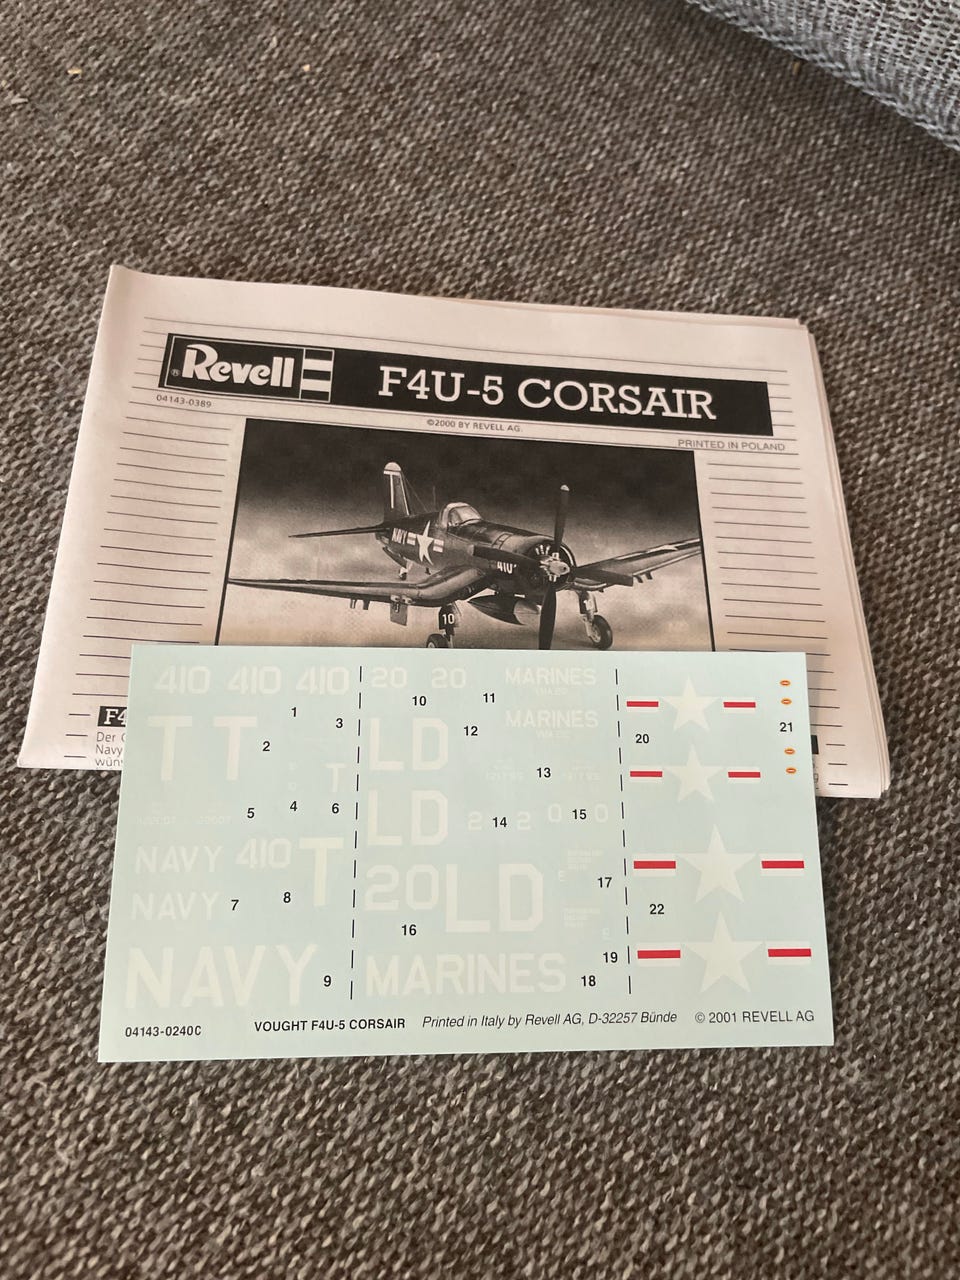 ® Revell
F4U-5 CORSAIR
04143-0389
©2000 BY REVELL AG.
PRINTED IN POLAND
NAVY
410
10
F4
Der
Navy
wüns
410 410 410
1
3
T T
2
T
5
4
6
NAVY 410 T
NAVY
7
8
NAVY
9
20 20
MARINES
10
11
MARINES
12
LD
13
LD
2 2
0 0
14
15
17
20 LD
16
19
MARINES
18
20
21
22
04143-0240C
VOUGHT F4U-5 CORSAIR
Printed in Italy by Revell AG, D-32257 Bünde
© 2001 REVELL AG